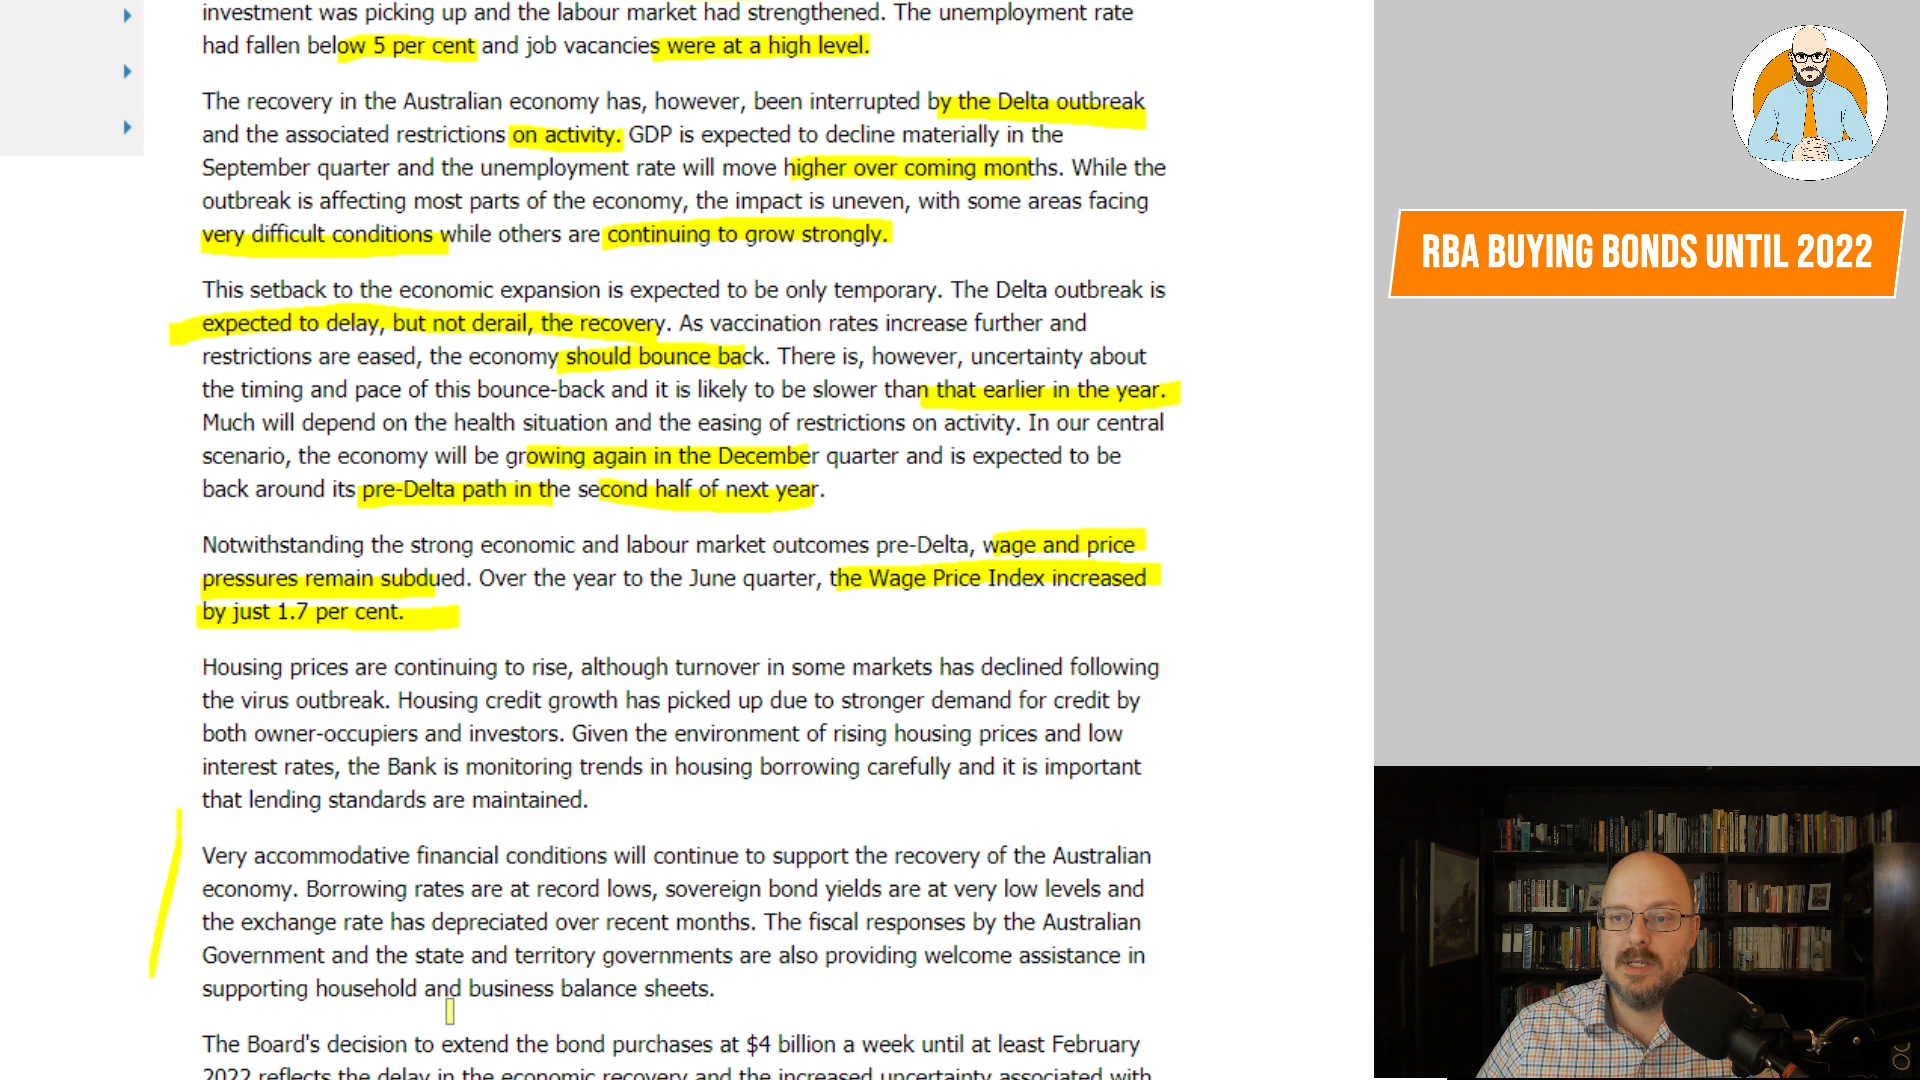 investment was picking up and the labour market had strengthened. The unemployment rate
had fallen below 5 per cent and job vacancies were at a high level.
The recovery in the Australian economy has, however, been interrupted by the Delta outbreak
and the associated restrictions on activity. GDP is expected to decline materially in the
September quarter and the unemployment rate will move higher over coming months. While the
outbreak is affecting most parts of the economy, the impact is uneven, with some areas facing
very difficult conditions while others are continuing to grow strongly.
This setback to the economic expansion is expected to be only temporary. The Delta outbreak is
expected to delay, but not derail, the recovery. As vaccination rates increase further and
restrictions are eased, the economy should bounce back. There is, however, uncertainty about
the timing and pace of this bounce-back and it is likely to be slower than that earlier in the year.
Much will depend on the health situation and the easing of restrictions on activity. In our central
scenario, the economy will be growing again in the December quarter and is expected to be
back around its pre-Delta path in the second half of next year.
Notwithstanding the strong economic and labour market outcomes pre-Delta, wage and price
pressures remain subdued. Over the year to the June quarter, the Wage Price Index increased
by just 1.7 per cent.
Housing prices are continuing to rise, although turnover in some markets has declined following
the virus outbreak. Housing credit growth has picked up due to stronger demand for credit by
both owner-occupiers and investors. Given the environment of rising housing prices and low
interest rates, the Bank is monitoring trends in housing borrowing carefully and it is important
that lending standards are maintained.
Very accommodative financial conditions will continue to support the recovery of the Australian
economy. Borrowing rates are at record lows, sovereign bond yields are at very low levels and
the exchange rate has depreciated over recent months. The fiscal responses by the Australian
Government and the state and territory governments are also providing welcome assistance in
supporting household and business balance sheets.
The Board's decision to extend the bond purchases at $4 billion a week until at least February
2022 reflects the delay in the economic recovery and the increased uncertainty associated with
RBA BUYING BONDS UNTIL 2022